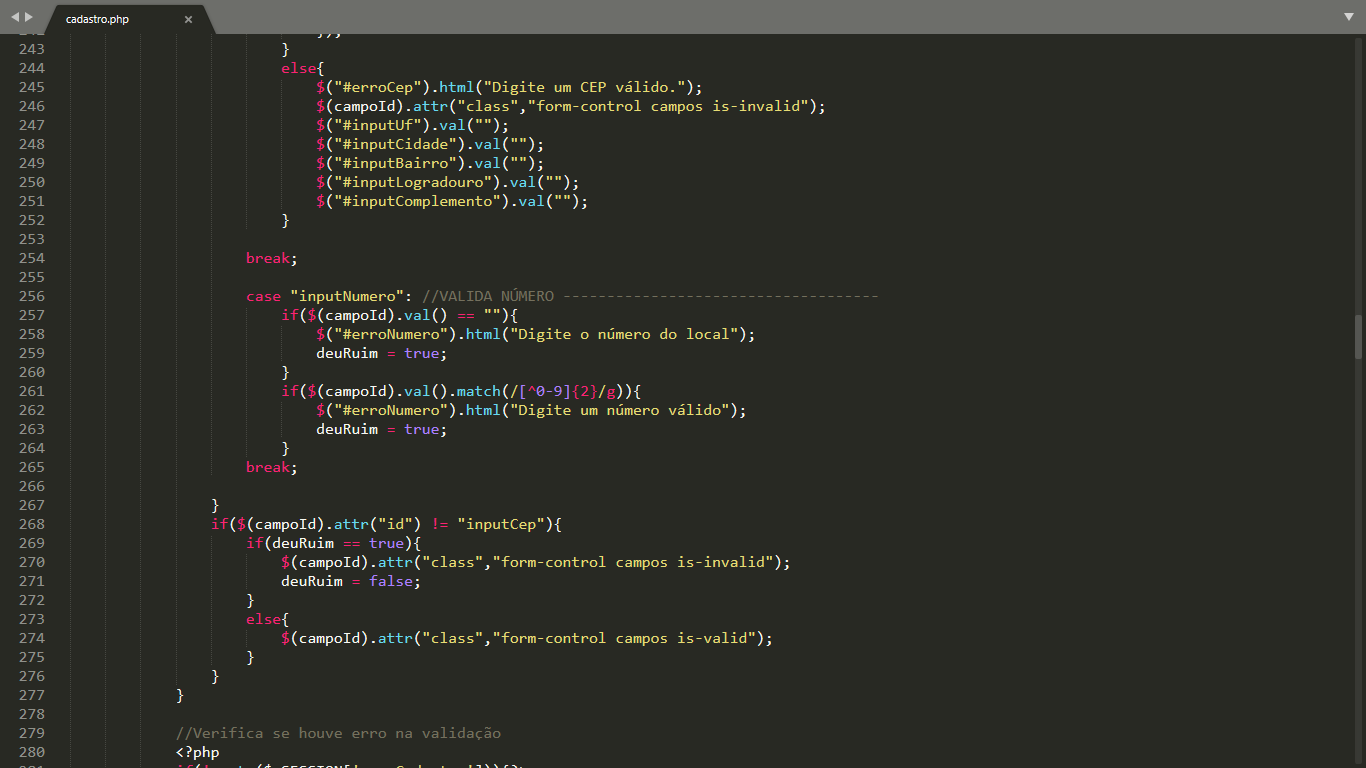 cadastro.php
243 }
244 else{
245 $("#erroCep").html("Digite um CEP válido.");
246 $(campoId).attr("class","form-control campos is-invalid");
247 $("#inputUf").val("");
248 $("#inputCidade").val("");
249 $("#inputBairro").val("");
250 $("#inputLogradouro").val("");
251 $("#inputComplemento").val("");
252 }
253
254 break;
255
256 case "inputNumero": //VALIDA NÚMERO ------------------------------------
257 if($(campoId).val() == ""){
258 $("#erroNumero").html("Digite o número do local");
259 deuRuim = true;
260 }
261 if($(campoId).val().match(/[^0-9]{2}/g)){
262 $("#erroNumero").html("Digite um número válido");
263 deuRuim = true;
264 }
265 break;
266
267 }
268 if($(campoId).attr("id") != "inputCep"){
269 if(deuRuim == true){
270 $(campoId).attr("class","form-control campos is-invalid");
271 deuRuim = false;
272 }
273 else{
274 $(campoId).attr("class","form-control campos is-valid");
275 }
276 }
277 }
278
279 //Verifica se houve erro na validação
280 <?php